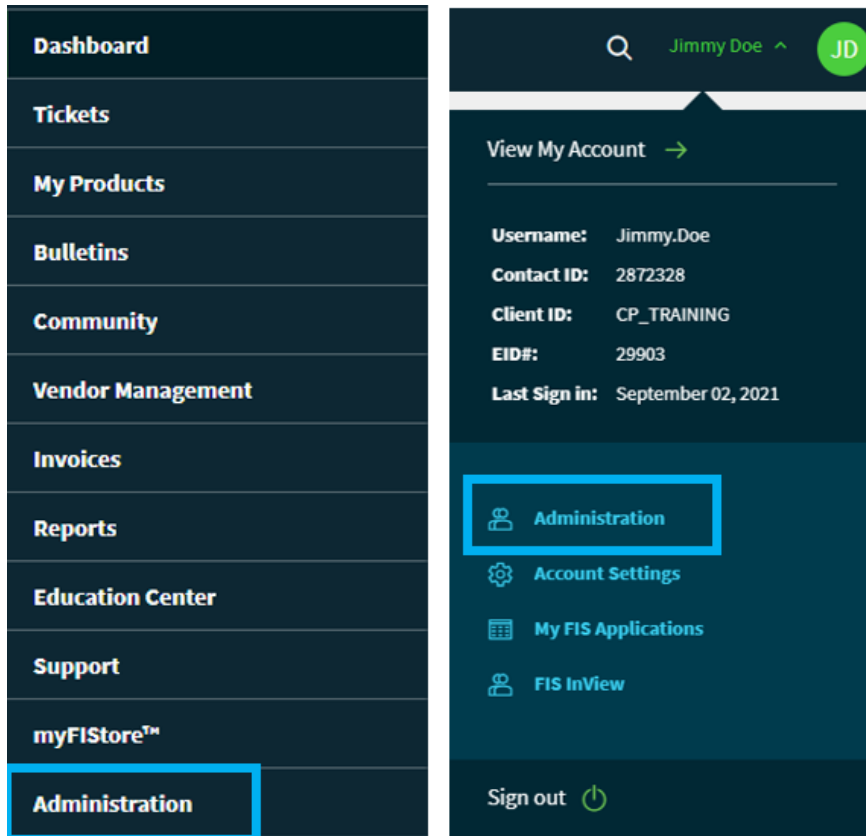 Dashboard
Tickets
My Products
Bulletins
Community
Vendor Management
Invoices
Reports
Education Center
Support
myFIStore™
Administration
Jimmy Doe
JD
View My Account
Username: Jimmy.Doe
Contact ID: 2872328
Client ID: CP_TRAINING
EID#: 29903
Last Sign in: September 02, 2021
Administration
Account Settings
My FIS Applications
FIS InView
Sign out